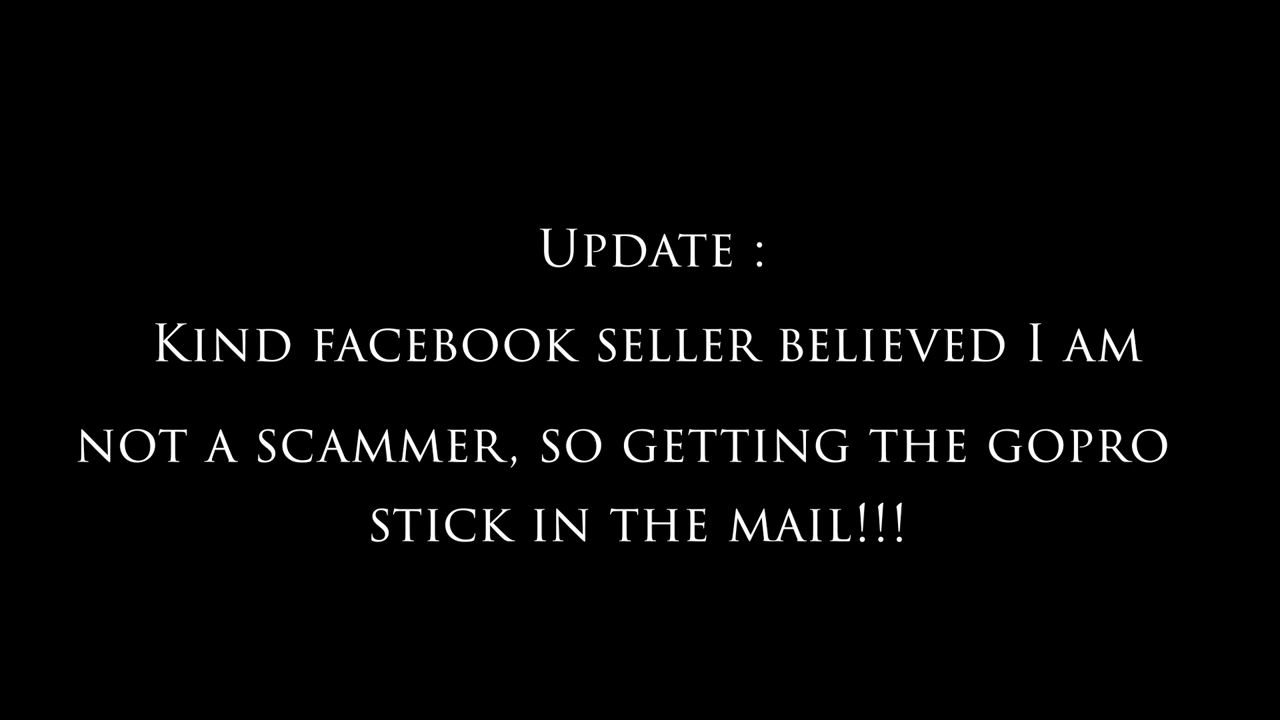 Update :
Kind facebook seller believed I am
not a scammer, so getting the gopro
stick in the mail!!!